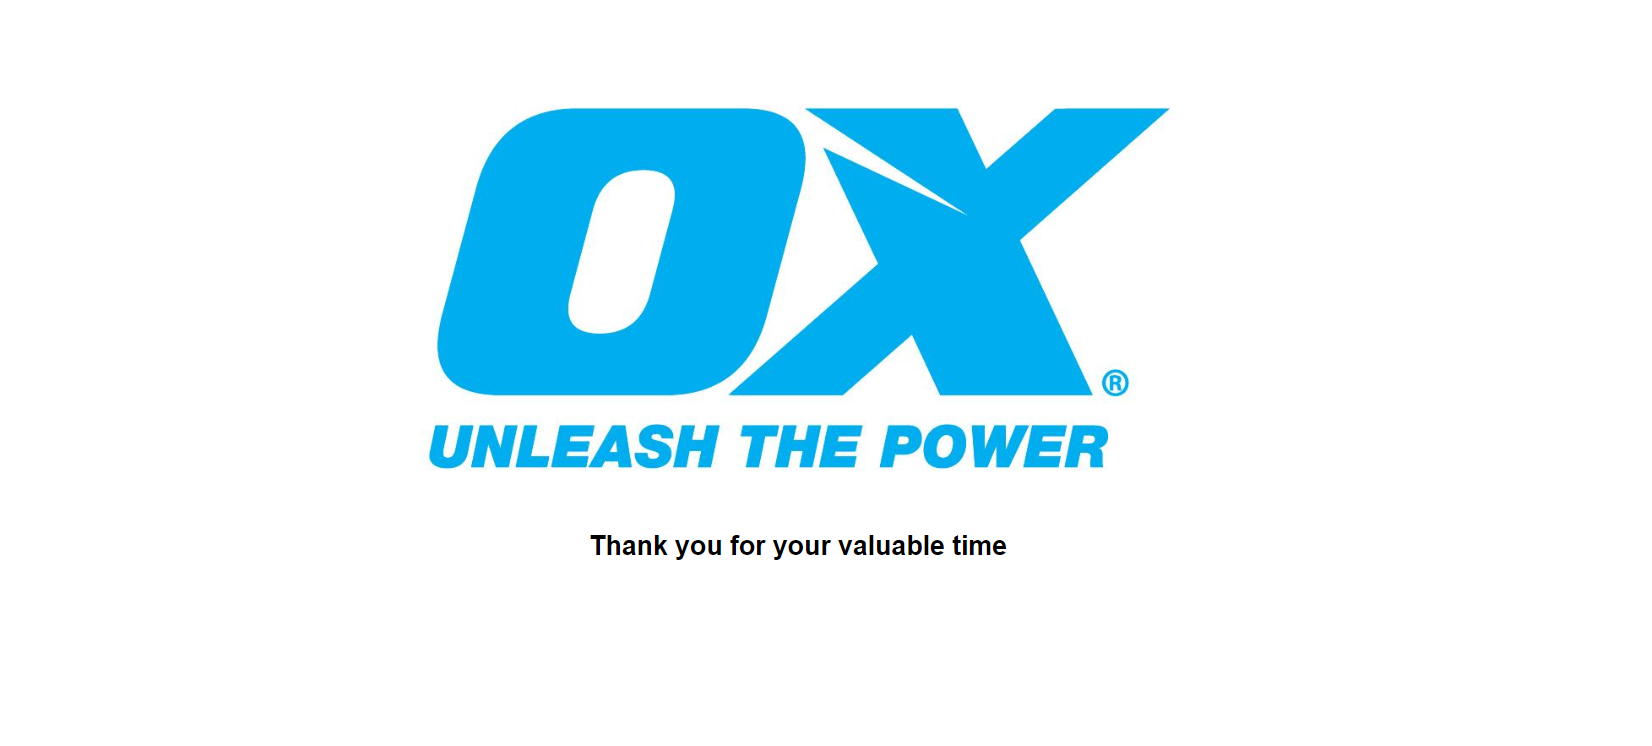 OX®
UNLEASH THE POWER
Thank you for your valuable time